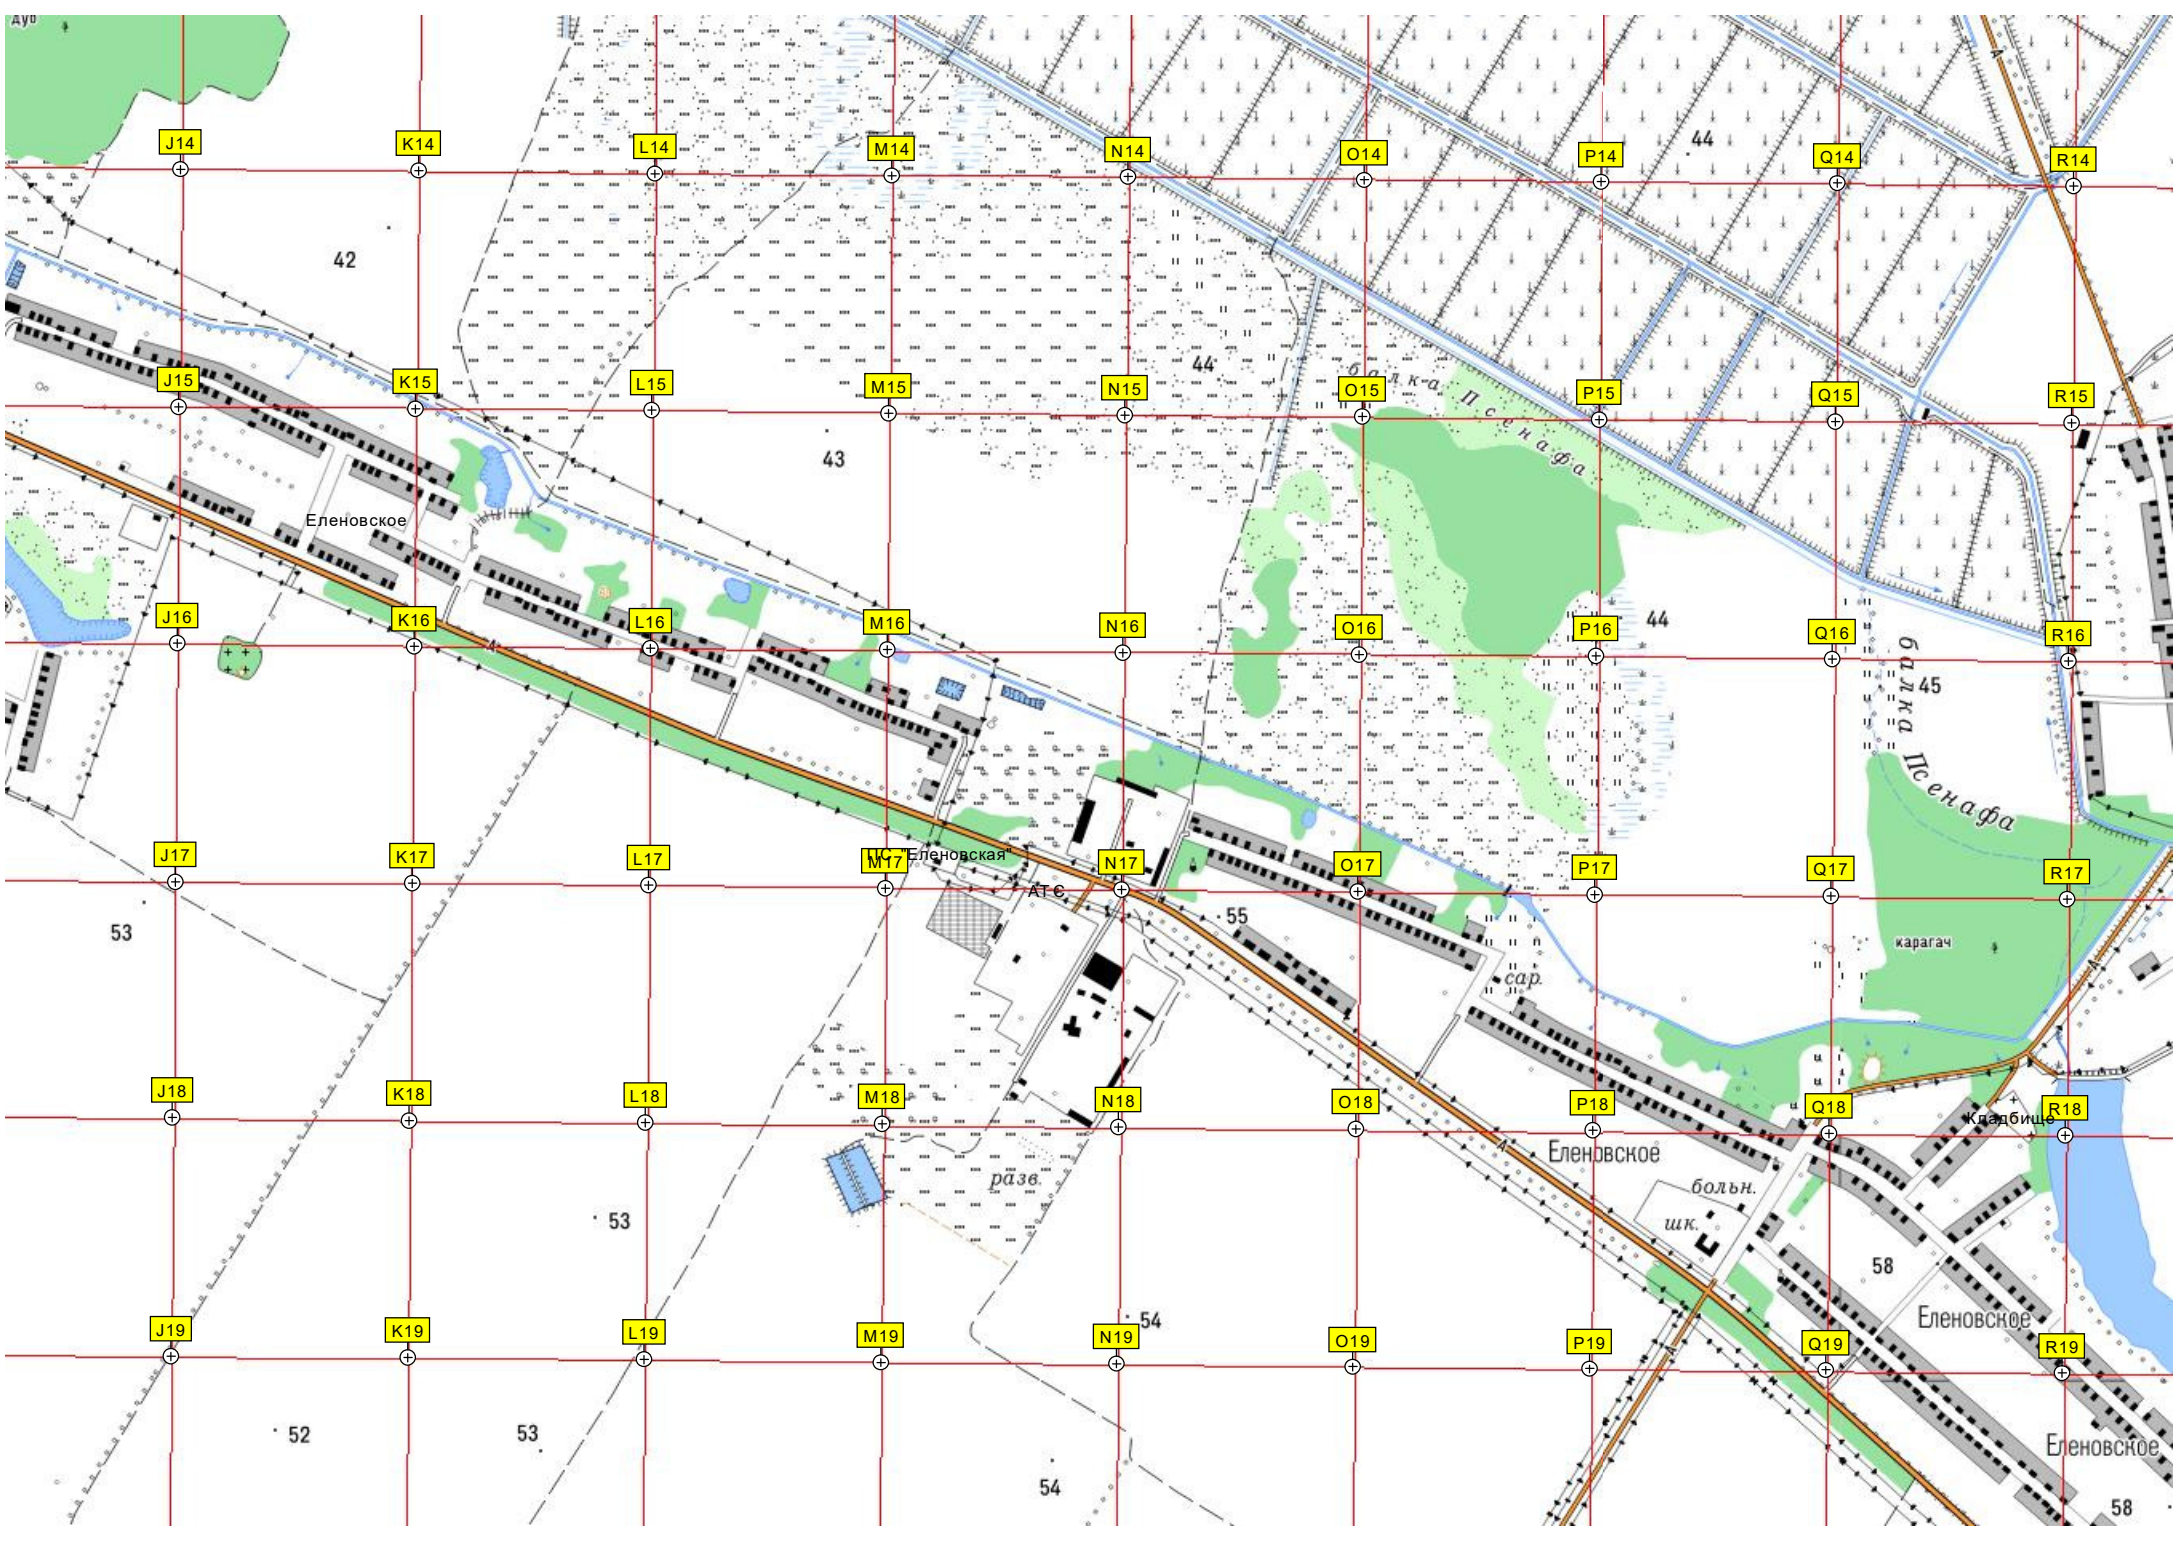 дуб
J14 K14 L14 M14 N14 O14 P14 Q14 R14
44
A
42
44
балка Псенафа
J15 K15 L15 M15 N15 O15 P15 Q15 R15
43
Еленовское
J16 K16 L16 M16 N16 O16 P16 Q16 R16
44
A
45
балка Псенафа
J17 K17 L17 M17 N17 O17 P17 Q17 R17
ПС "Еленовская"
АТС
53
55
карагач
сар.
A
J18 K18 L18 M18 N18 O18 P18 Q18 R18
Кладбище
A
Еленовское
разв.
больн.
шк.
53
58
54
Еленовское
J19 K19 L19 M19 N19 O19 P19 Q19 R19
A
52
53
54
Еленовское
58